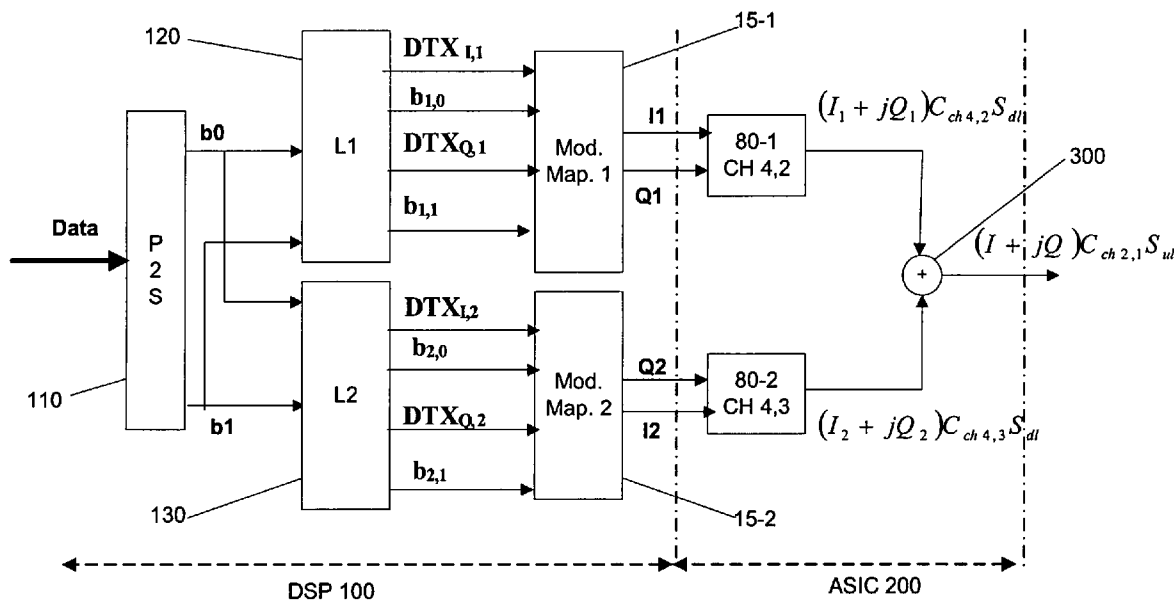 120
15-1
DTX I,1
b1,0
b0
L1
DTXQ,1
Mod.
Map. 1
b1,1
I1
Q1
80-1
CH 4,2
(I1 + jQ1)Cch4,2Sdl
300
Data
P
2
S
(I + jQ)Cch2,1Sul
+
DTXI,2
b2,0
L2
DTXQ,2
b2,1
Mod.
Map. 2
Q2
I2
80-2
CH 4,3
(I2 + jQ2)Cch4,3Sdl
110
b1
130
15-2
DSP 100
ASIC 200